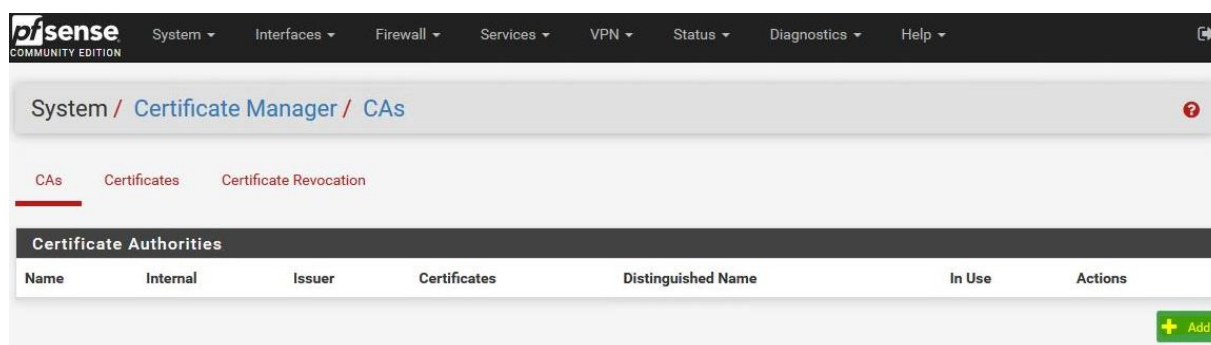 pfsense System Interfaces Firewall Services VPN Status Diagnostics Help
COMMUNITY EDITION
System / Certificate Manager / CAs
CAs Certificates Certificate Revocation
Certificate Authorities
Name Internal Issuer Certificates Distinguished Name In Use Actions
Add